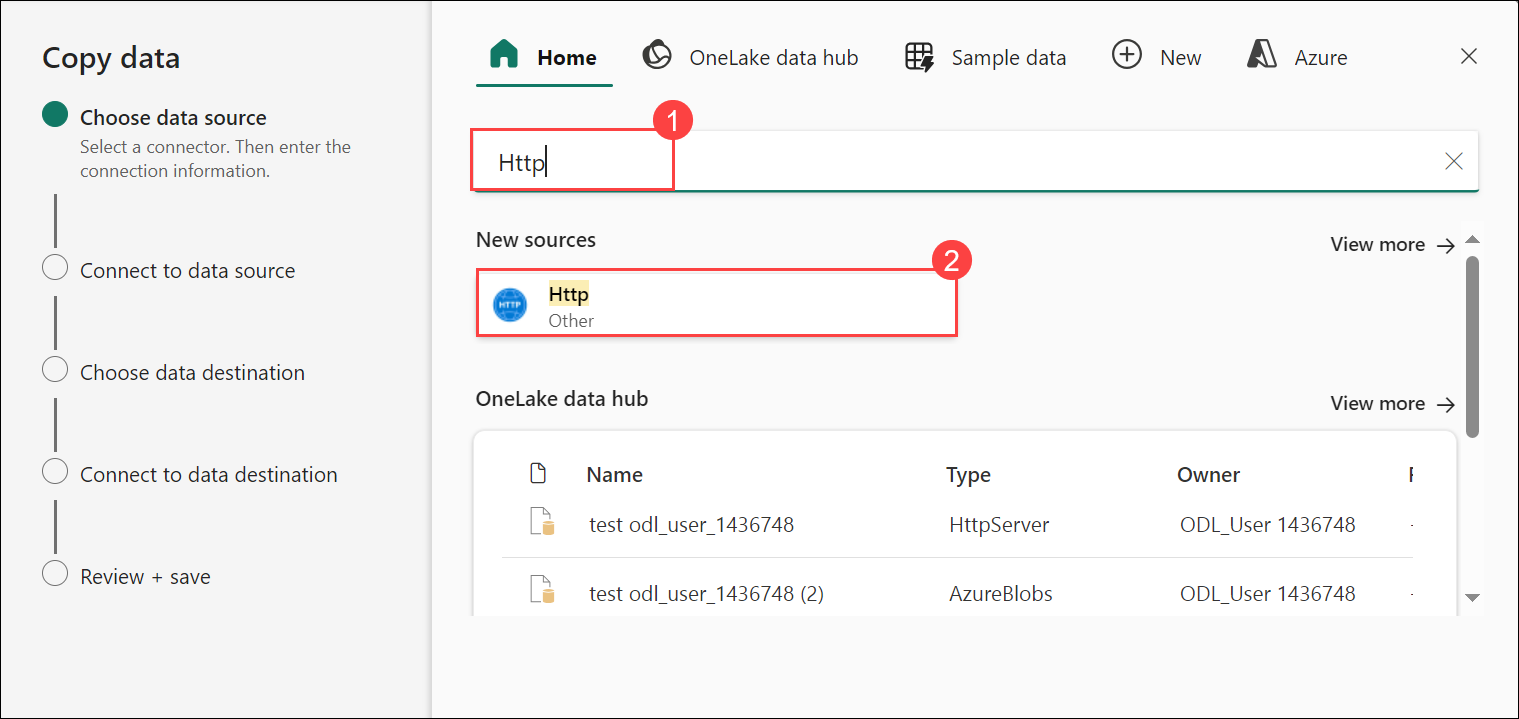 Copy data
Choose data source
Select a connector. Then enter the
connection information.
Connect to data source
Choose data destination
Connect to data destination
Review + save
Home
OneLake data hub
Sample data
New
Azure
1
Http
New sources
View more
2
HTTP
Http
Other
OneLake data hub
View more
Name Type Owner
test odl_user_1436748 HttpServer ODL_User 1436748
test odl_user_1436748 (2) AzureBlobs ODL_User 1436748